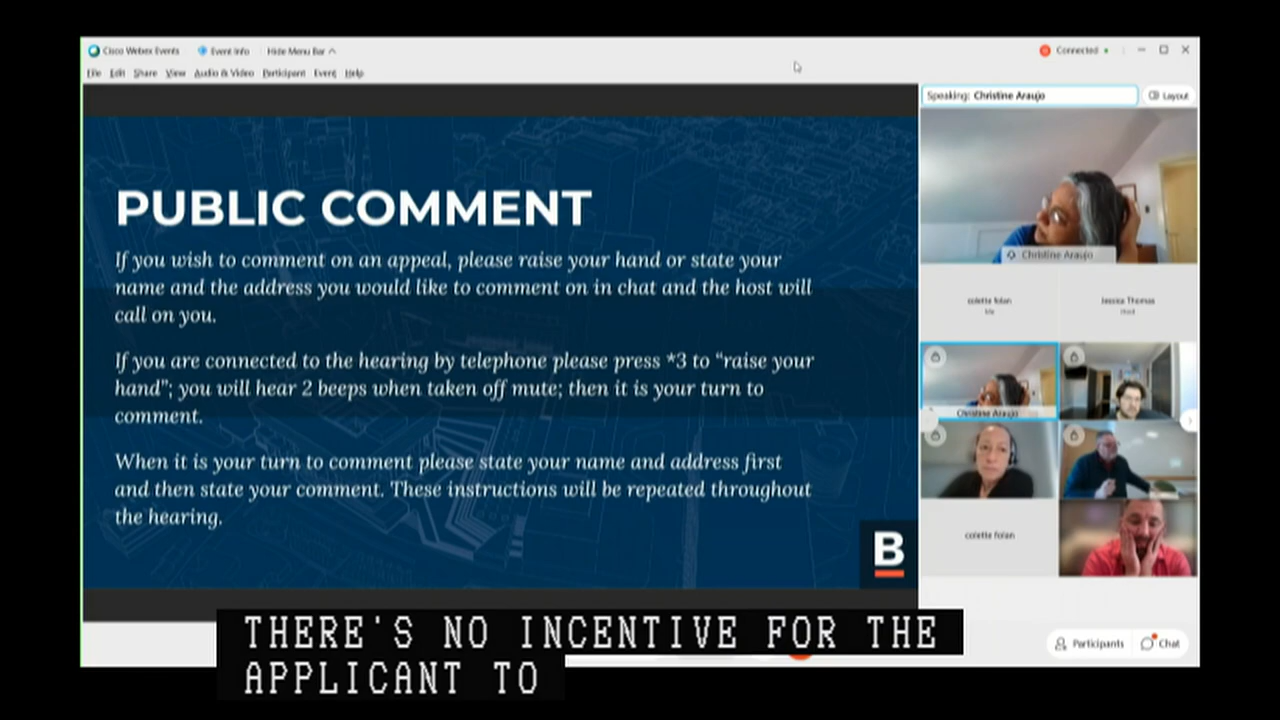 Cisco Webex Events Event Info Hide Menu Bar
Connected
File Edit Share View Audio & Video Participant Event Help
Speaking: Christine Araujo
Layout
PUBLIC COMMENT
If you wish to comment on an appeal, please raise your hand or state your
name and the address you would like to comment on in chat and the host will
call on you.
If you are connected to the hearing by telephone please press *3 to “raise your
hand”; you will hear 2 beeps when taken off mute; then it is your turn to
comment.
When it is your turn to comment please state your name and address first
and then state your comment. These instructions will be repeated throughout
the hearing.
B
Christine Araujo
colette folan
Me
Jessica Thomas
Host
Christine Araujo
colette folan
Participants
Chat
THERE'S NO INCENTIVE FOR THE
APPLICANT TO